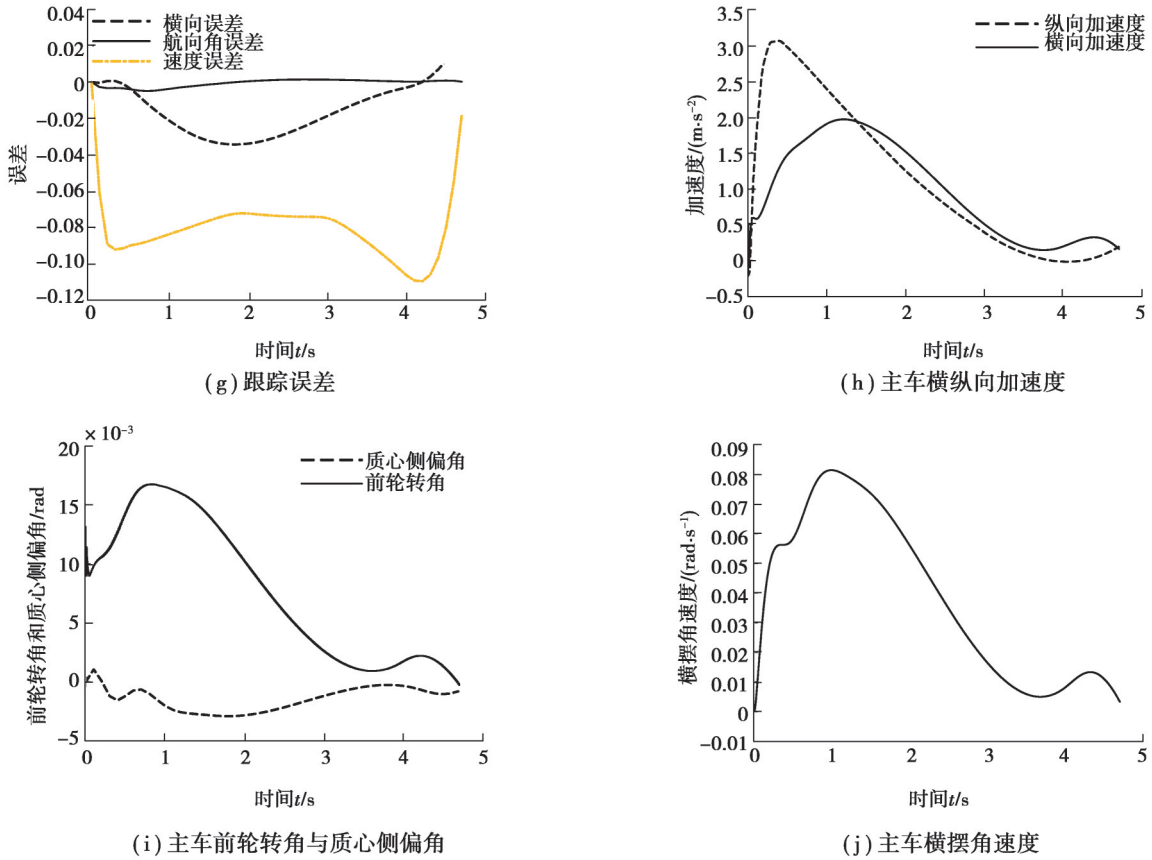 横向误差
航向角误差
速度误差
0.04
0.02
0
−0.02
−0.04
−0.06
−0.08
−0.10
−0.12
误差
0 1 2 3 4 5
时间t/s
(g)跟踪误差
纵向加速度
横向加速度
3.5
3.0
2.5
2.0
1.5
1.0
0.5
0
−0.5
加速度/(m·s⁻²)
0 1 2 3 4 5
时间t/s
(h)主车横纵向加速度
× 10⁻³
质心侧偏角
前轮转角
20
15
10
5
0
−5
前轮转角和质心侧偏角/rad
0 1 2 3 4 5
时间t/s
(i)主车前轮转角与质心侧偏角
0.09
0.08
0.07
0.06
0.05
0.04
0.03
0.02
0.01
0
−0.01
横摆角速度/(rad·s⁻¹)
0 1 2 3 4 5
时间t/s
(j)主车横摆角速度